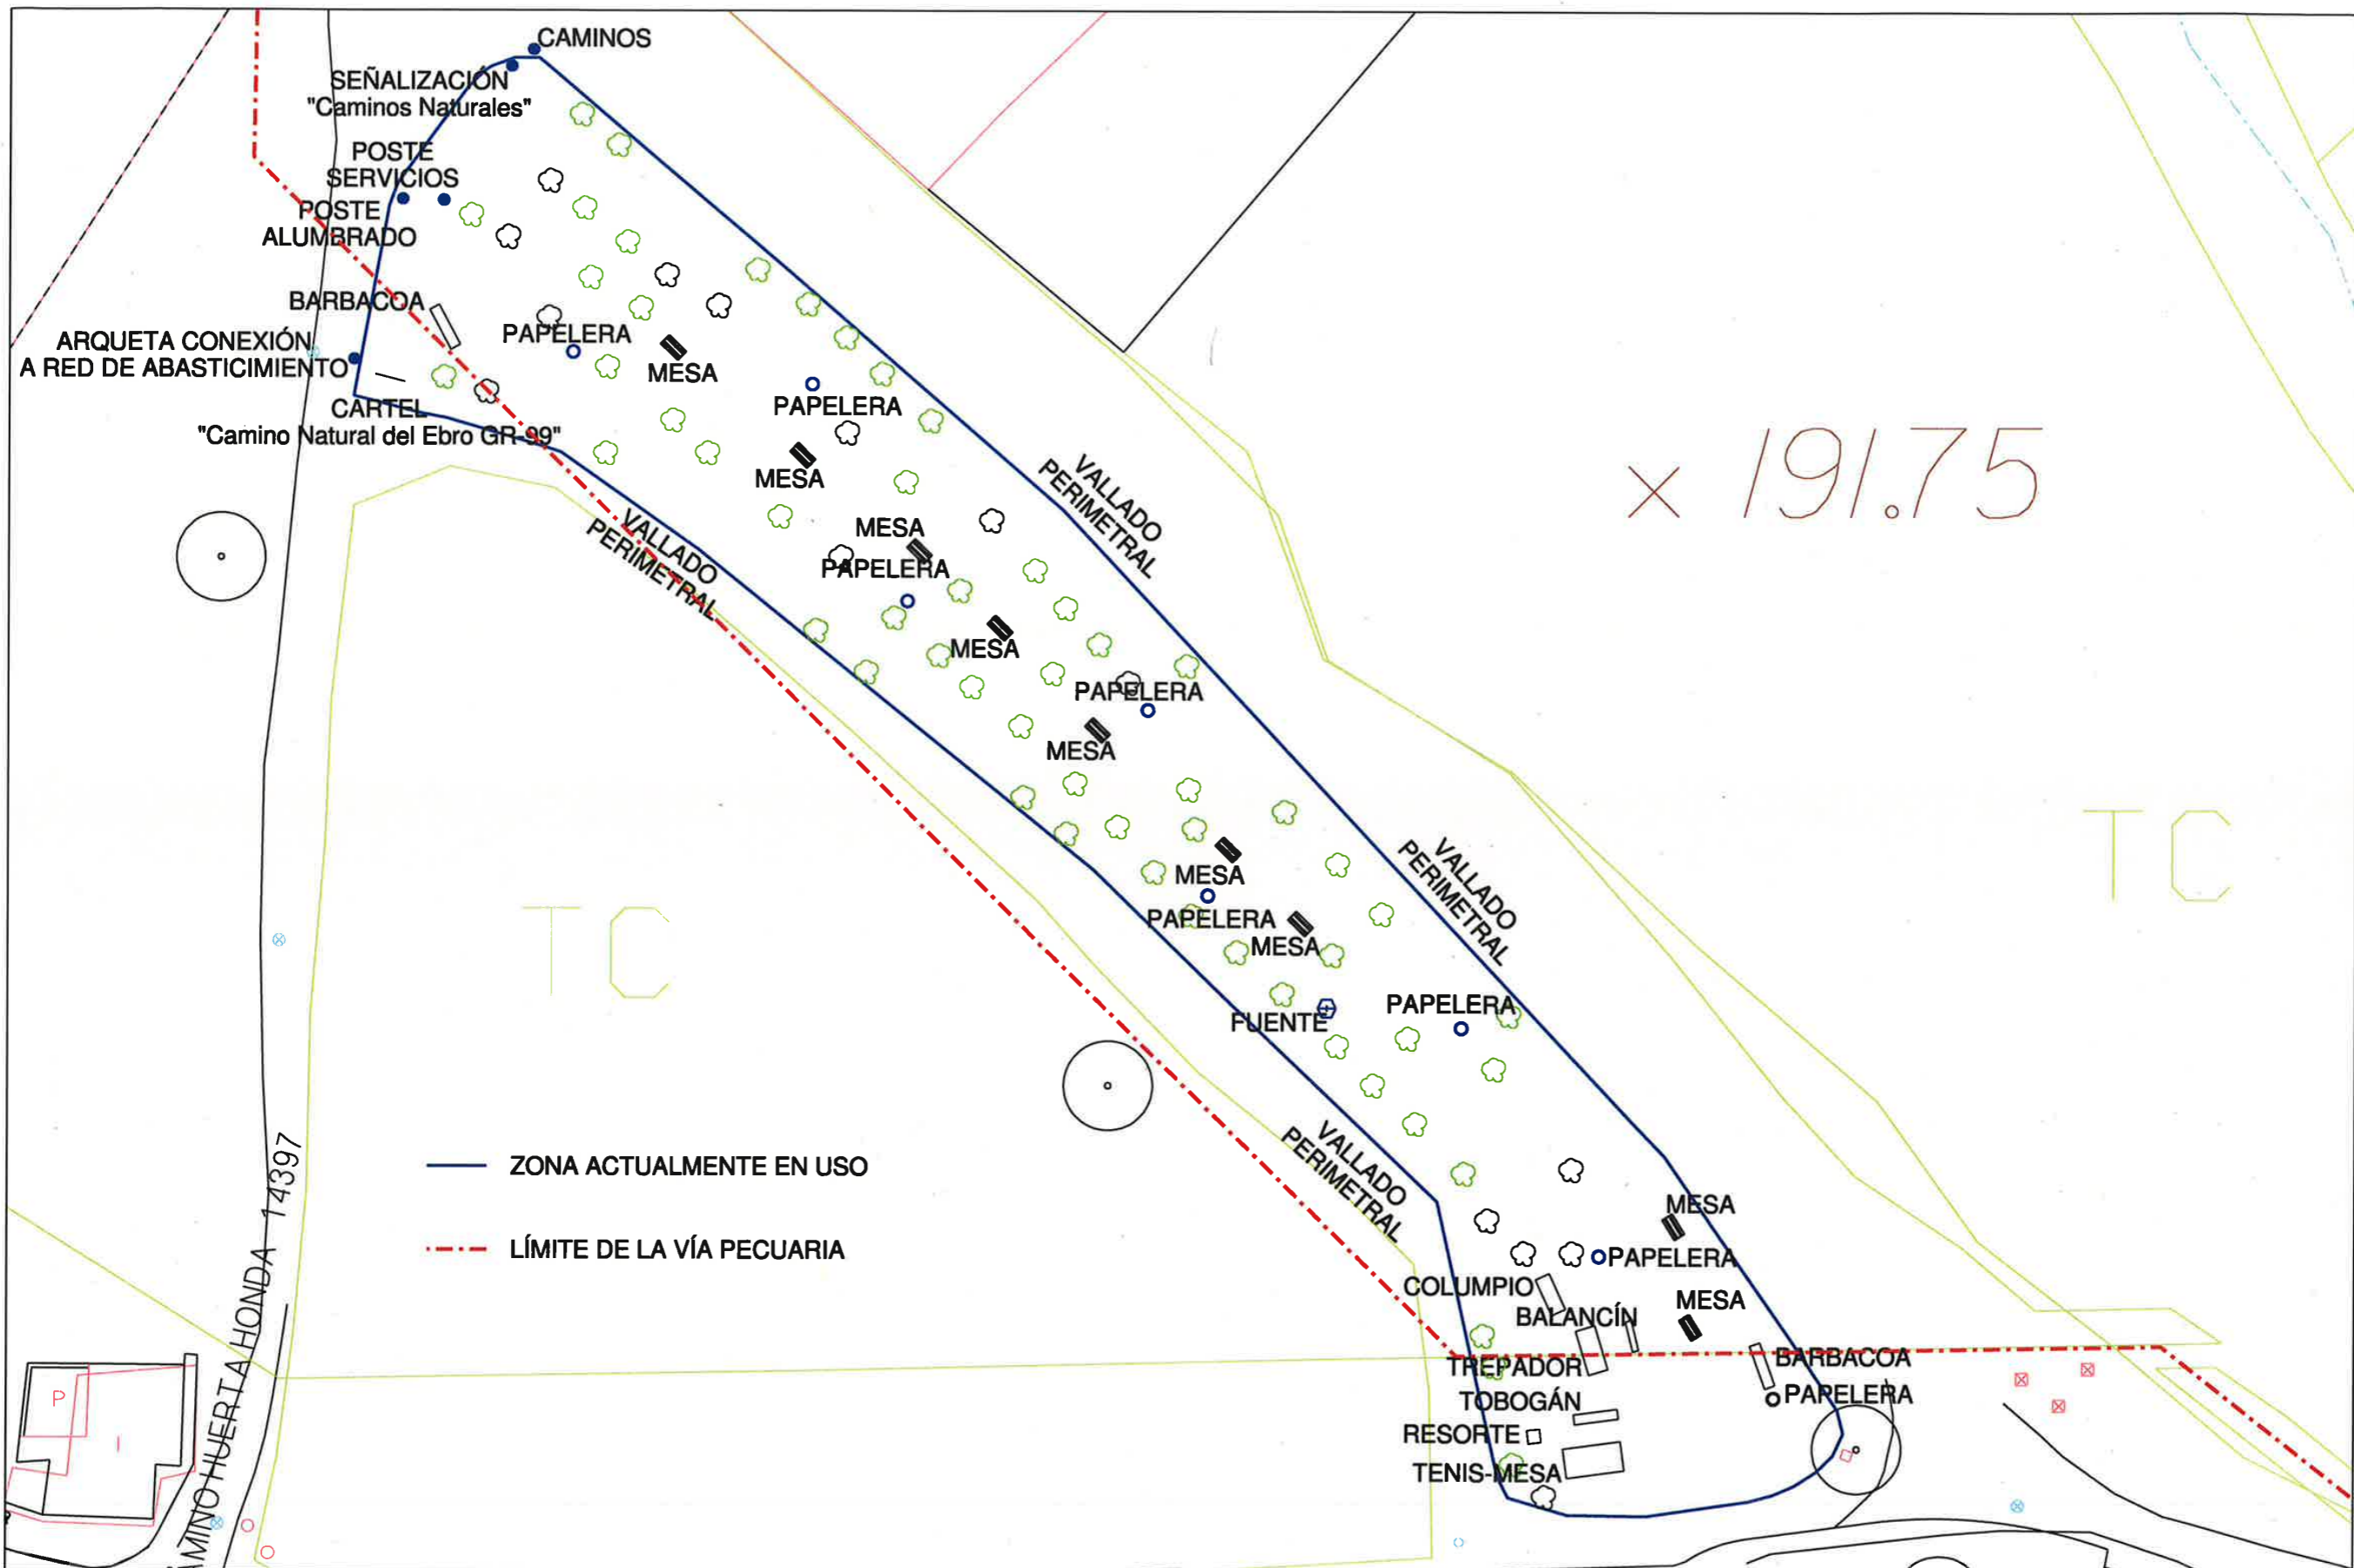 CAMINOS
SEÑALIZACIÓN
"Caminos Naturales"
POSTE
SERVICIOS
POSTE
ALUMBRADO
BARBACOA
ARQUETA CONEXIÓN
A RED DE ABASTICIMIENTO
CARTEL
"Camino Natural del Ebro GR-99"
PAPELERA
MESA
PAPELERA
MESA
MESA
PAPELERA
VALLADO
PERIMETRAL
VALLADO
PERIMETRAL
× 191.75
MESA
PAPELERA
MESA
TC
VALLADO
PERIMETRAL
MESA
PAPELERA
MESA
TC
FUENTE
PAPELERA
VALLADO
PERIMETRAL
ZONA ACTUALMENTE EN USO
LÍMITE DE LA VÍA PECUARIA
MESA
PAPELERA
COLUMPIO
MESA
BALANCÍN
TREPADOR
BARBACOA
TOBOGÁN
PAPELERA
RESORTE
TENIS-MESA
AMINO HUERTA HONDA 14397
P
I